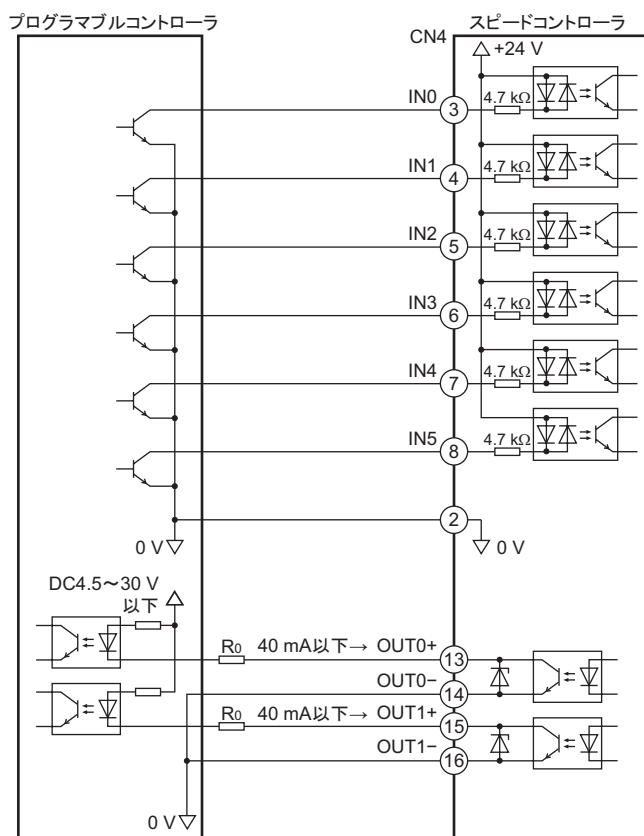 プログラマブルコントローラ
スピードコントローラ
CN4
+24 V
IN0
3
4.7 kΩ
IN1
4
4.7 kΩ
IN2
5
4.7 kΩ
IN3
6
4.7 kΩ
IN4
7
4.7 kΩ
IN5
8
4.7 kΩ
2
0 V
0 V
DC4.5～30 V
以下
R0
40 mA以下→
OUT0+
13
OUT0−
14
R0
40 mA以下→
OUT1+
15
OUT1−
16
0 V